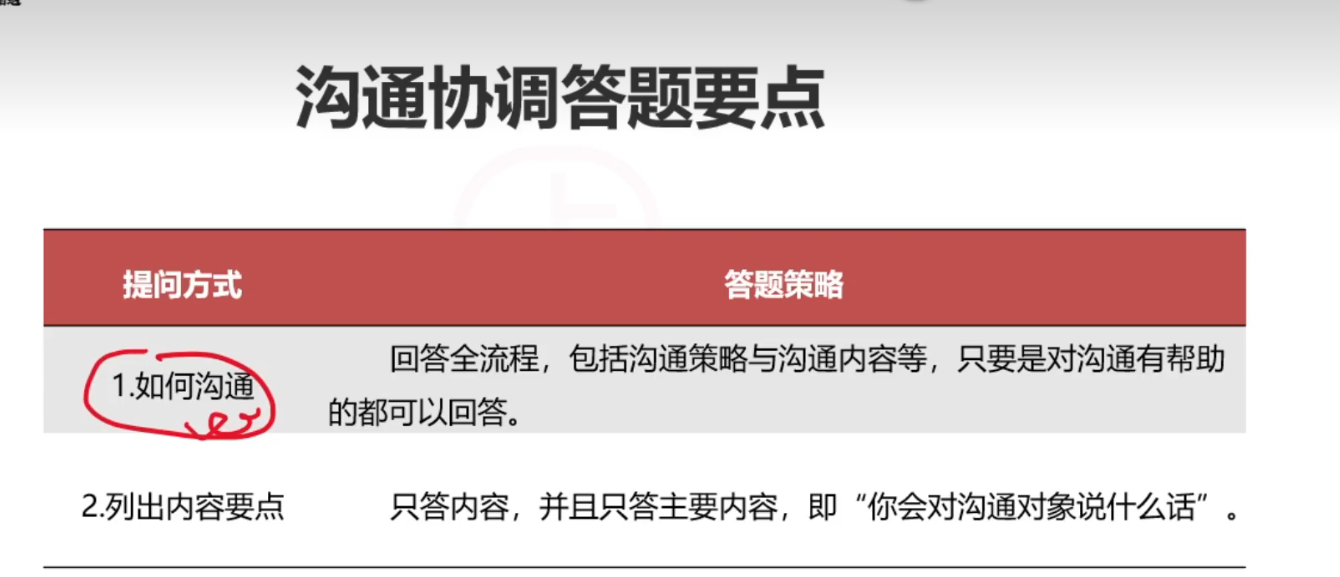 沟通协调答题要点
提问方式
答题策略
1.如何沟通
回答全流程，包括沟通策略与沟通内容等，只要是对沟通有帮助
的都可以回答。
2.列出内容要点
只答内容，并且只答主要内容，即“你会对沟通对象说什么话”。